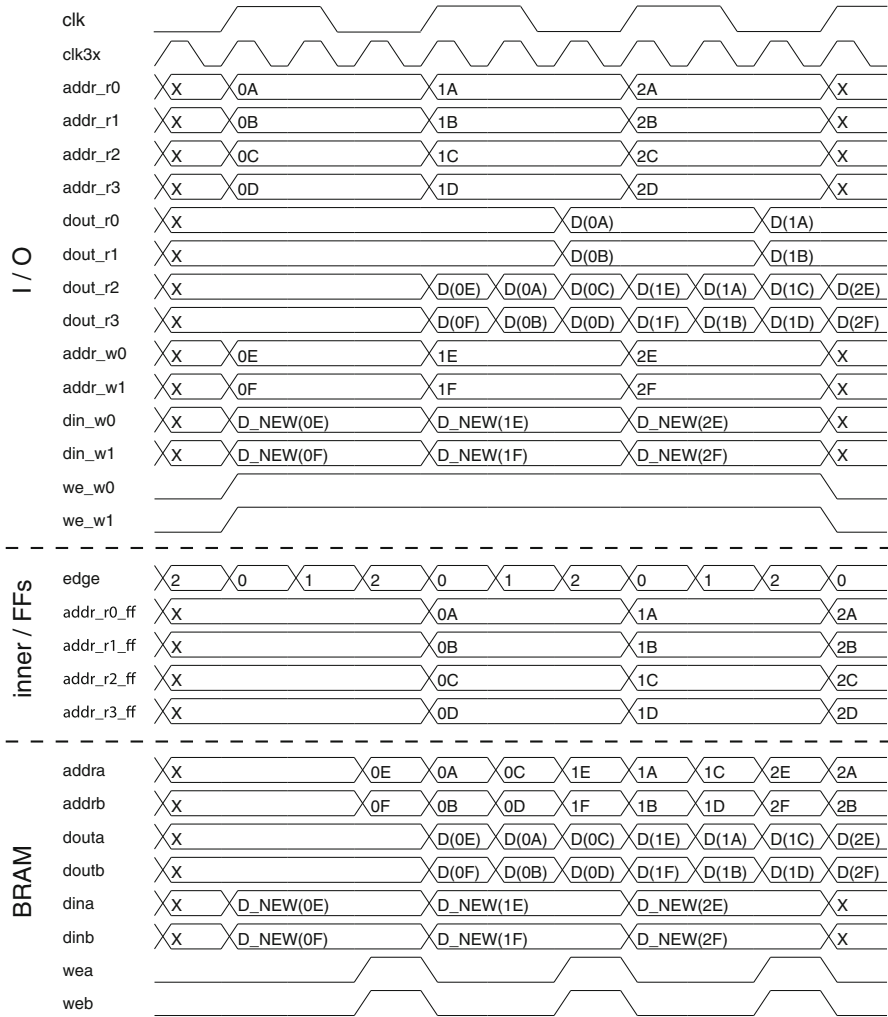 clk
clk3x
addr_r0 X 0A 1A 2A X
addr_r1 X 0B 1B 2B X
addr_r2 X 0C 1C 2C X
addr_r3 X 0D 1D 2D X
dout_r0 X D(0A) D(1A)
dout_r1 X D(0B) D(1B)
dout_r2 X D(0E) D(0A) D(0C) D(1E) D(1A) D(1C) D(2E)
dout_r3 X D(0F) D(0B) D(0D) D(1F) D(1B) D(1D) D(2F)
addr_w0 X 0E 1E 2E X
addr_w1 X 0F 1F 2F X
din_w0 X D_NEW(0E) D_NEW(1E) D_NEW(2E) X
din_w1 X D_NEW(0F) D_NEW(1F) D_NEW(2F) X
we_w0
we_w1
I / O
edge 2 0 1 2 0 1 2 0 1 2 0
addr_r0_ff X 0A 1A 2A
addr_r1_ff X 0B 1B 2B
addr_r2_ff X 0C 1C 2C
addr_r3_ff X 0D 1D 2D
inner / FFs
addra X 0E 0A 0C 1E 1A 1C 2E 2A
addrb X 0F 0B 0D 1F 1B 1D 2F 2B
douta X D(0E) D(0A) D(0C) D(1E) D(1A) D(1C) D(2E)
doutb X D(0F) D(0B) D(0D) D(1F) D(1B) D(1D) D(2F)
dina X D_NEW(0E) D_NEW(1E) D_NEW(2E) X
dinb X D_NEW(0F) D_NEW(1F) D_NEW(2F) X
wea
web
BRAM